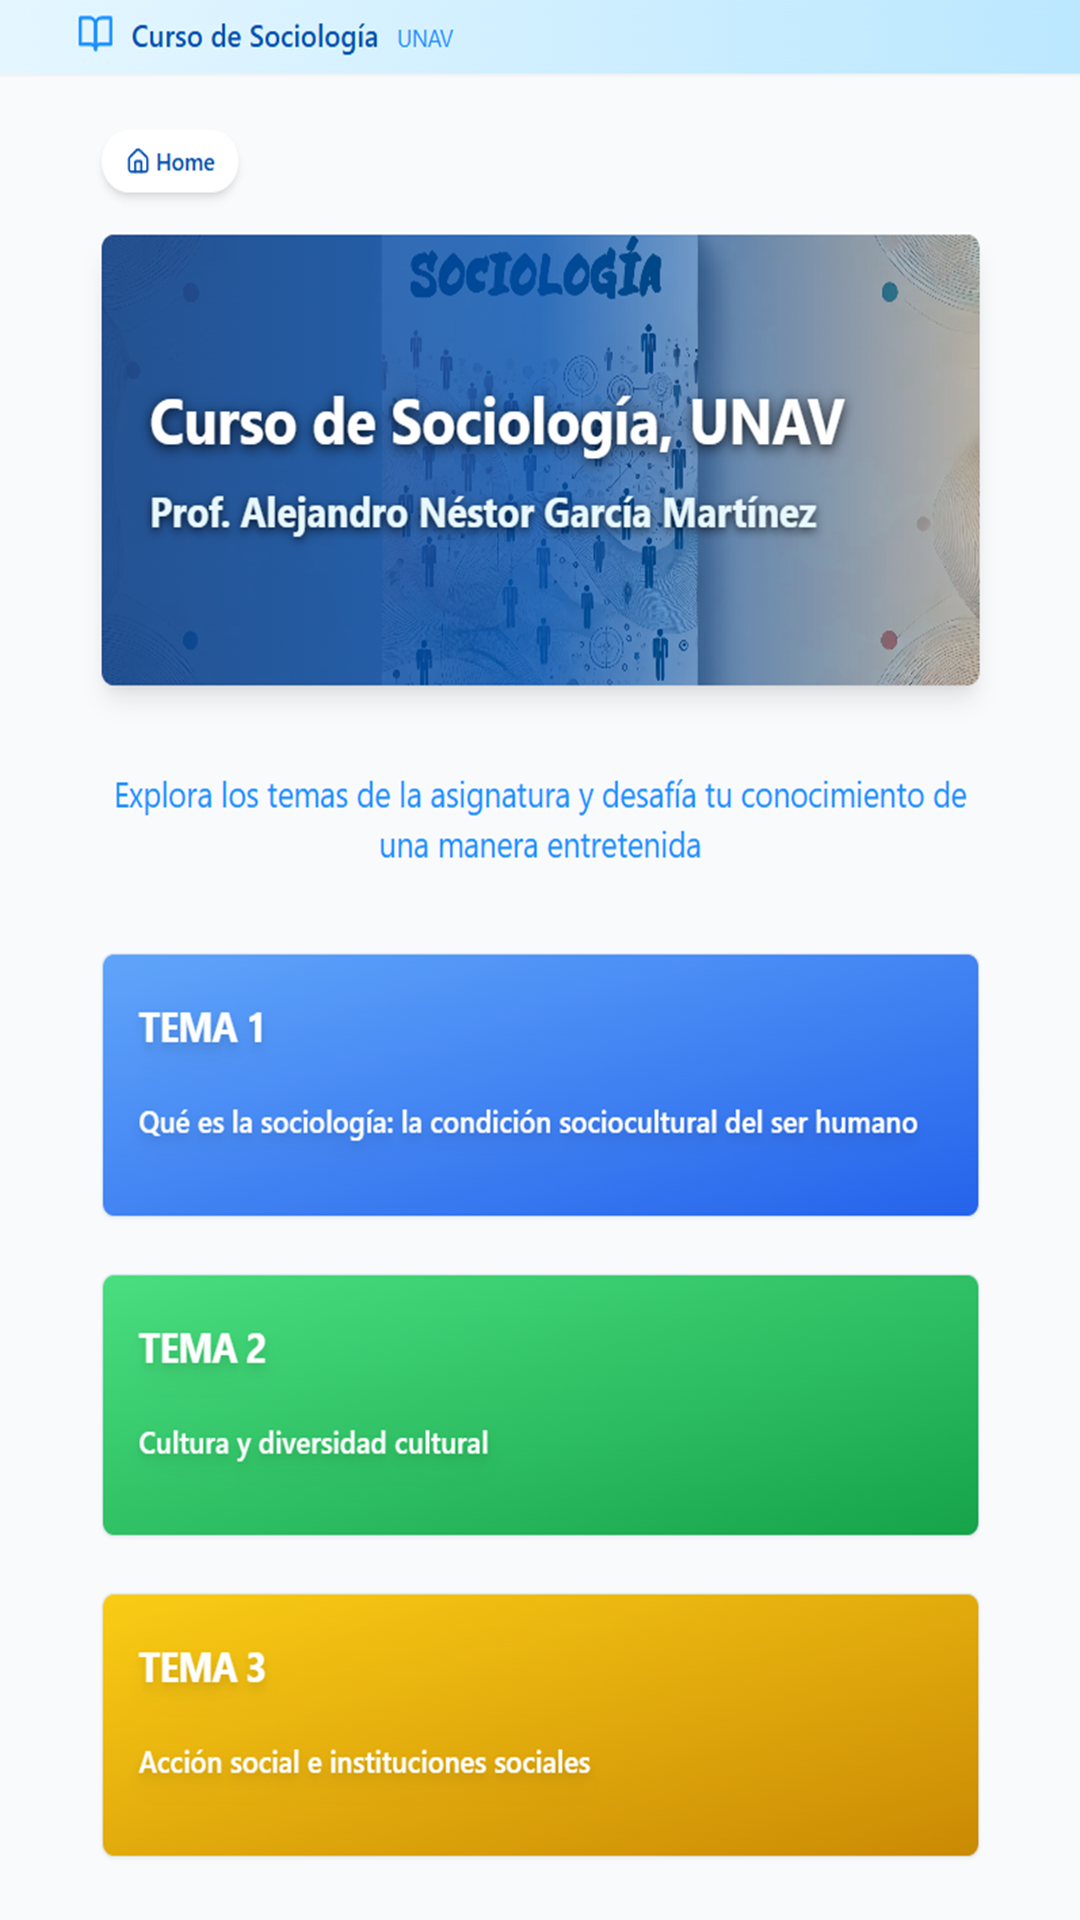 Curso de Sociología UNAV
Home
SOCIOLOGÍA
Curso de Sociología, UNAV
Prof. Alejandro Néstor García Martínez
Explora los temas de la asignatura y desafía tu conocimiento de
una manera entretenida
TEMA 1
Qué es la sociología: la condición sociocultural del ser humano
TEMA 2
Cultura y diversidad cultural
TEMA 3
Acción social e instituciones sociales